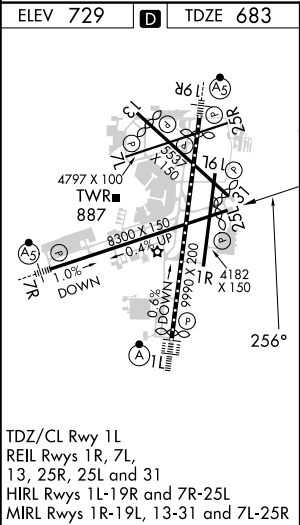 ELEV 729
D
TDZE 683
A5
19R
13
P
25R
P
P
7L
5537 X 150
19L
4797 X 100
TWR
887
31
25L
P
A5
P
8300 X 150
0.4% UP
1.0%
DOWN
7R
1R
4182 X 150
0.6% DOWN
9990 X 200
P
256°
A
1L
TDZ/CL Rwy 1L
REIL Rwys 1R, 7L,
13, 25R, 25L and 31
HIRL Rwys 1L-19R and 7R-25L
MIRL Rwys 1R-19L, 13-31 and 7L-25R